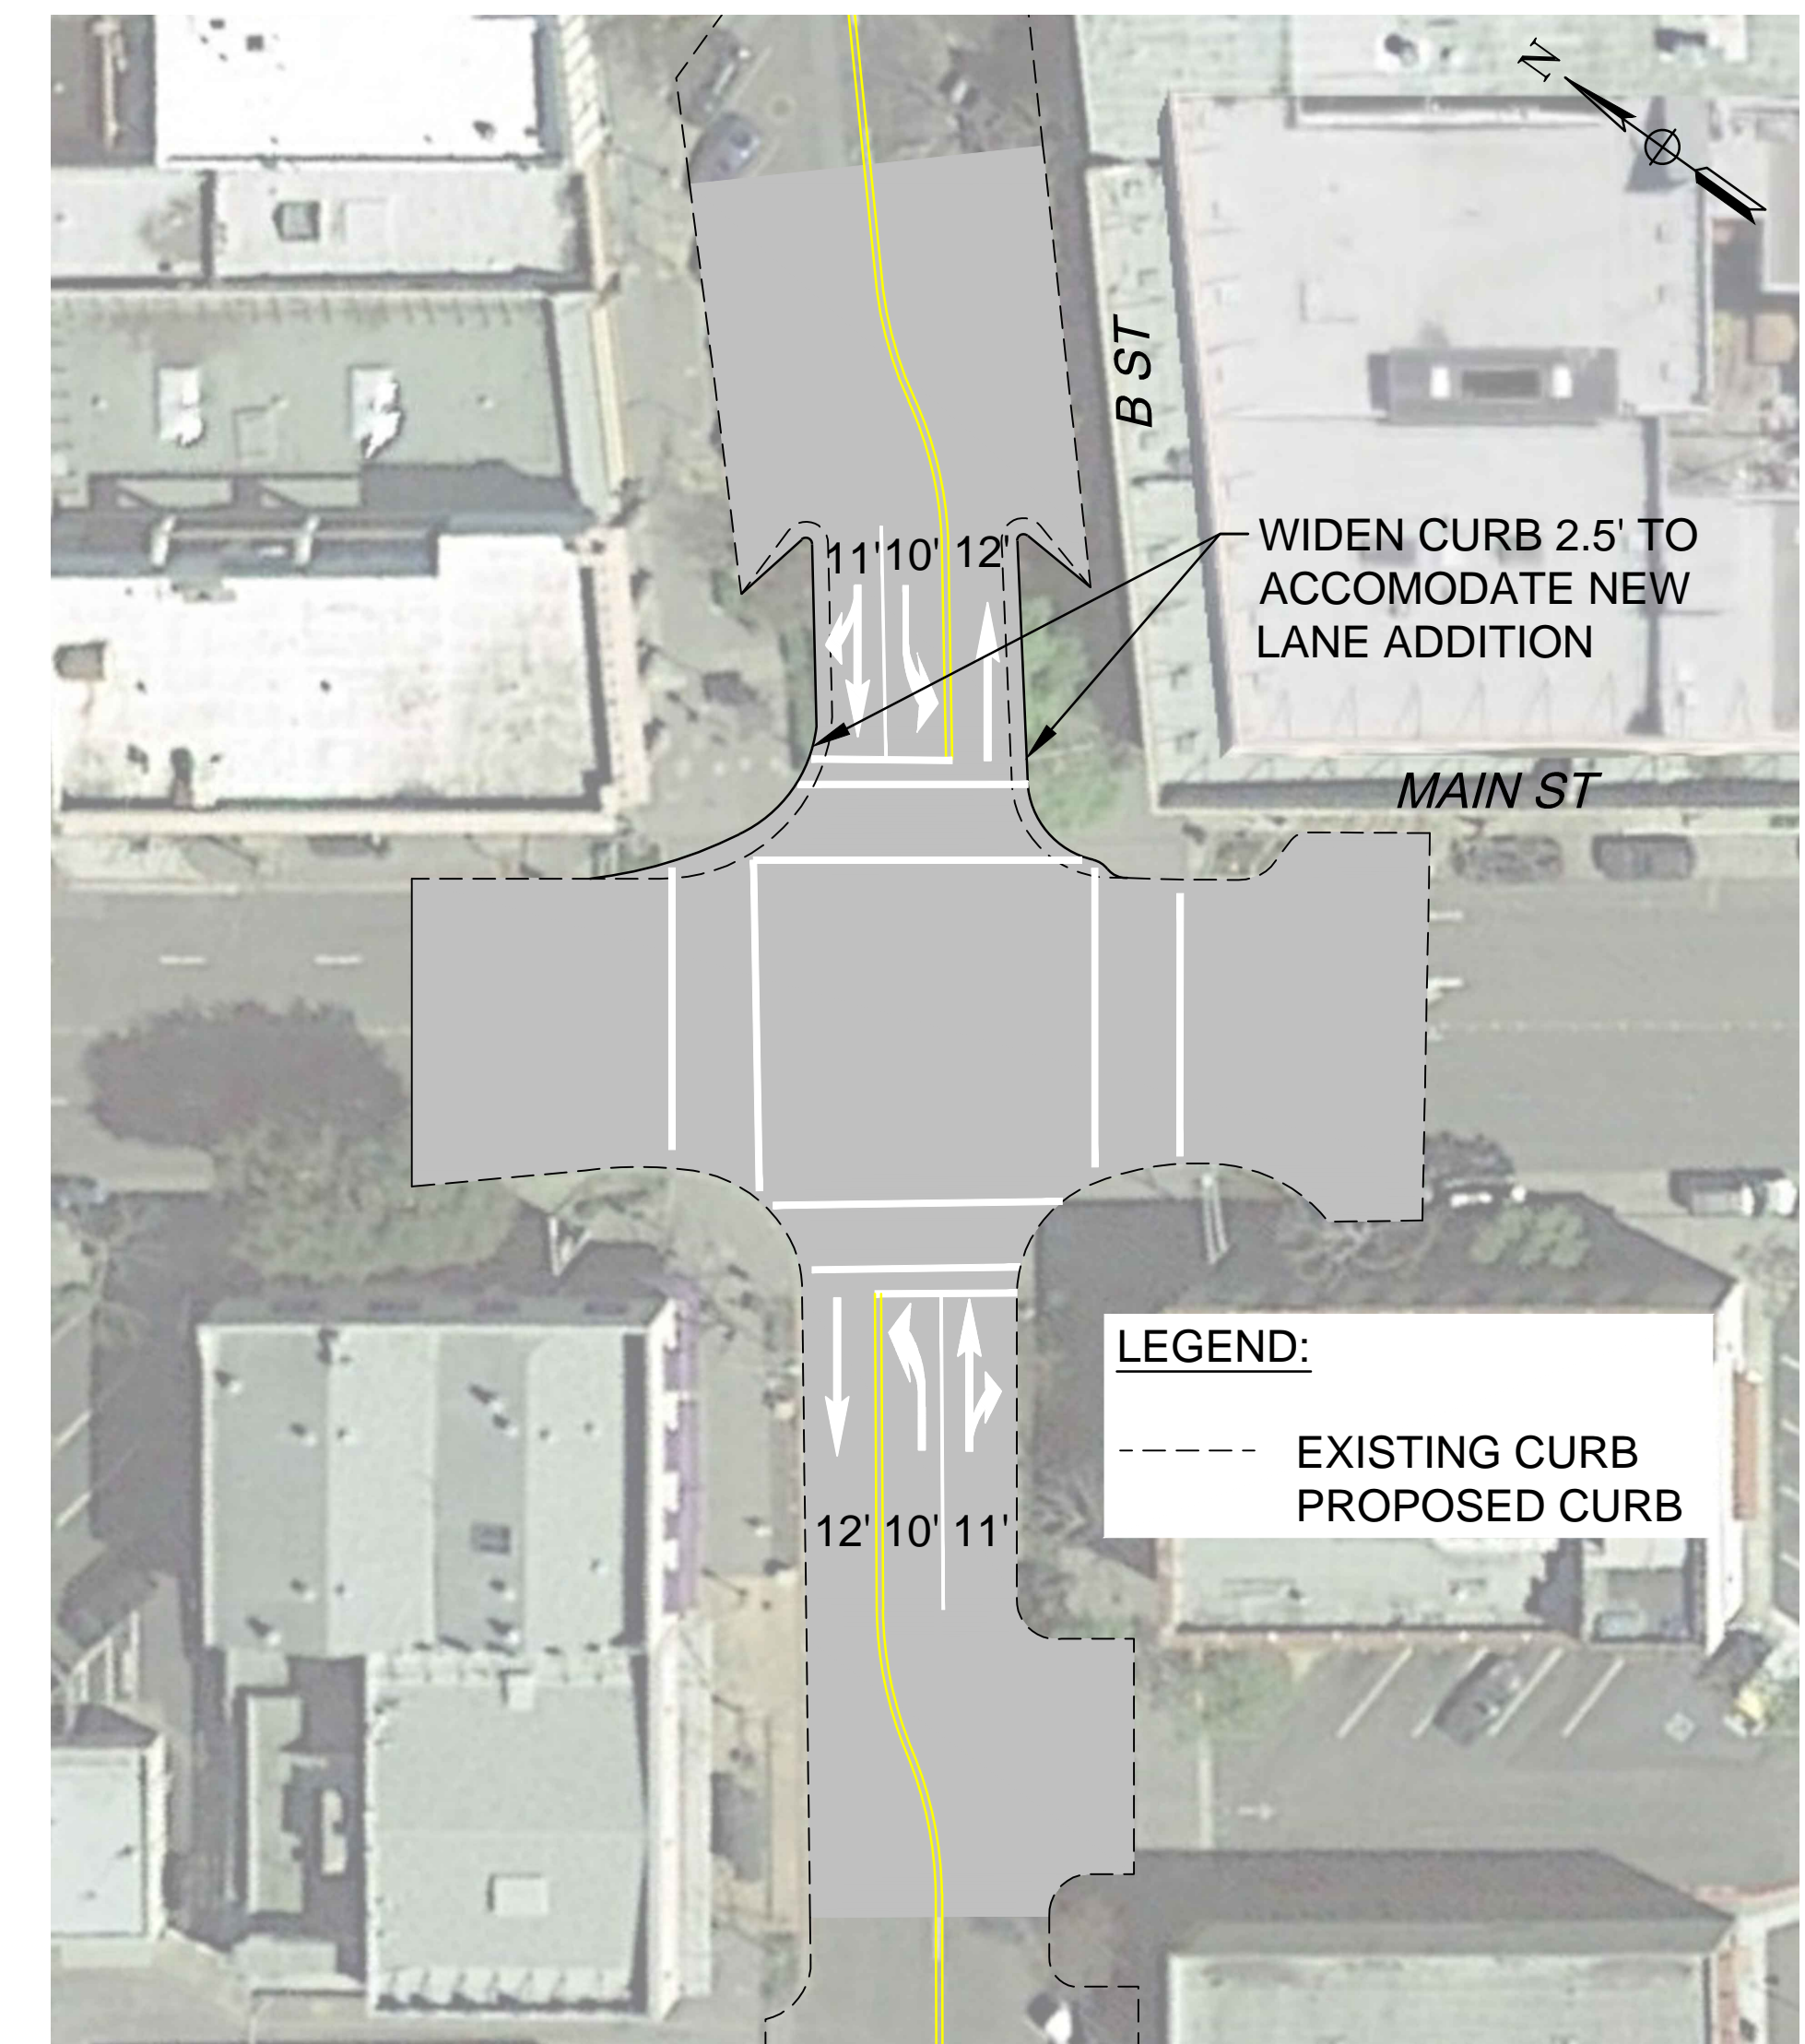 N
B ST
11' 10' 12'
WIDEN CURB 2.5' TO
ACCOMODATE NEW
LANE ADDITION
MAIN ST
LEGEND:
EXISTING CURB
PROPOSED CURB
12' 10' 11'